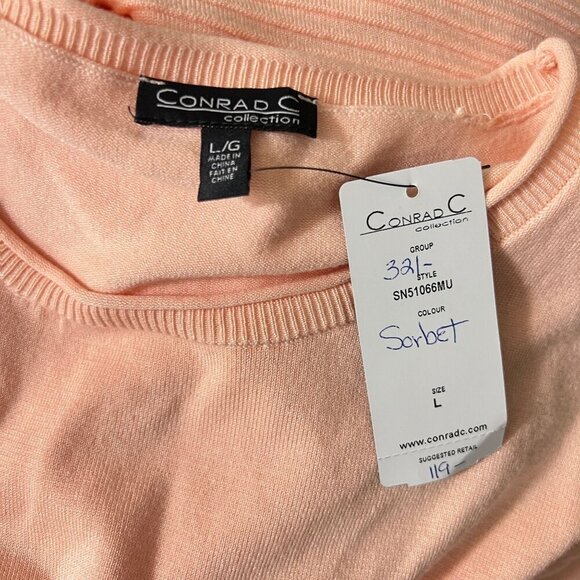 CONRAD C
collection
L/G
MADE IN
CHINA
FAIT EN
CHINE
CONRAD C
collection
GROUP
321-
STYLE
SN51066MU
COLOUR
Sorbet
SIZE
L
www.conradc.com
SUGGESTED RETAIL
119-